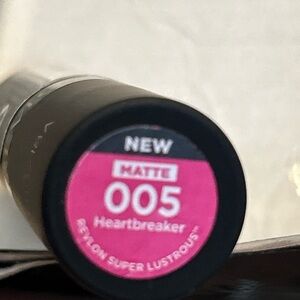 NEW
MATTE
005
Heartbreaker
REVLON SUPER LUSTROUS™